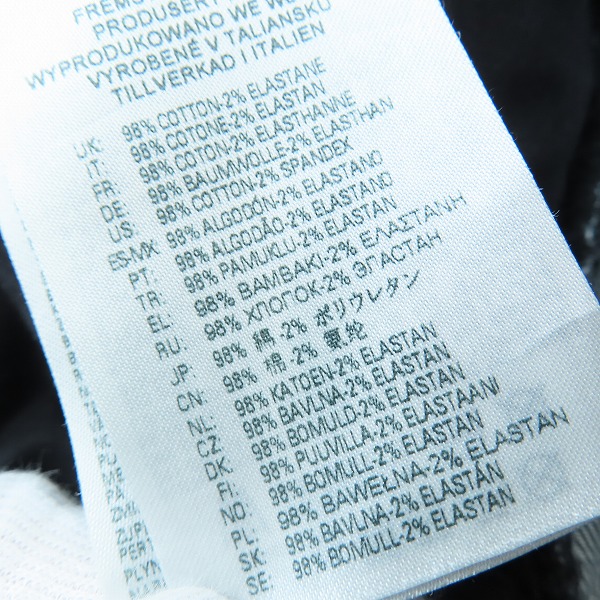 PRODUSERT I
WYPRODUKOWANO WE WŁ
VYROBENÉ V TALIANSKU
TILLVERKAD I ITALIEN
UK: 98% COTTON-2% ELASTANE
IT: 98% COTONE-2% ELASTAN
FR: 98% COTON-2% ELASTHANNE
DE: 98% BAUMWOLLE-2% ELASTHAN
US: 98% COTTON-2% SPANDEX
ES-MX: 98% ALGODÓN-2% ELASTANO
PT: 98% ALGODÃO-2% ELASTANO
TR: 98% PAMUKLU-2% ELASTAN
EL: 98% ΒΑΜΒΑΚΙ-2% ΕΛΑΣΤΑΝΗ
RU: 98% ХЛОПОК-2% ЭЛАСТАН
JP: 98% 綿-2% ポリウレタン
CN: 98% 棉-2%
NL: 98% KATOEN-2% ELASTAN
CZ: 98% BAVLNA-2% ELASTAN
DK: 98% BOMULD-2% ELASTAN
FI: 98% PUUVILLA-2% ELASTAANI
NO: 98% BOMULL-2% ELASTAN
PL: 98% BAWEŁNA-2% ELASTAN
SK: 98% BAVLNA-2% ELASTAN
SE: 98% BOMULL-2% ELASTAN